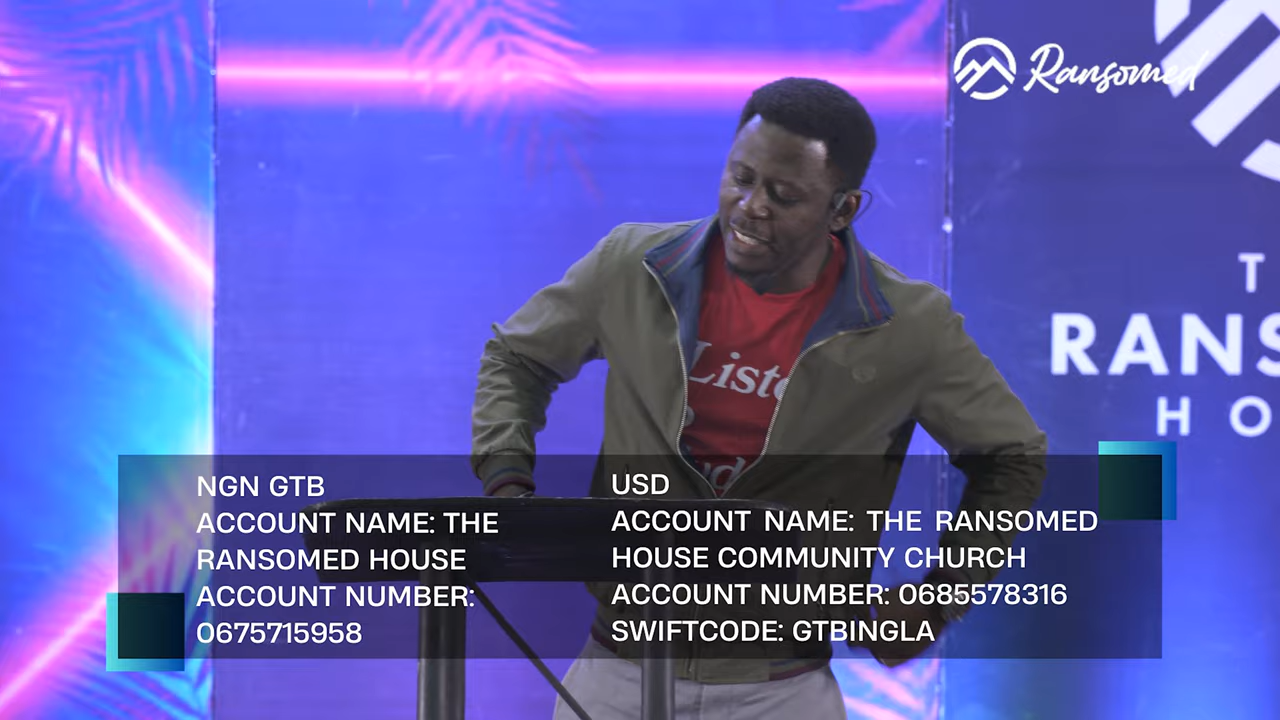 Ransomed
RANS
HO
Liste
NGN GTB
ACCOUNT NAME: THE
RANSOMED HOUSE
ACCOUNT NUMBER:
0675715958
USD
ACCOUNT NAME: THE RANSOMED
HOUSE COMMUNITY CHURCH
ACCOUNT NUMBER: 0685578316
SWIFTCODE: GTBINGLA